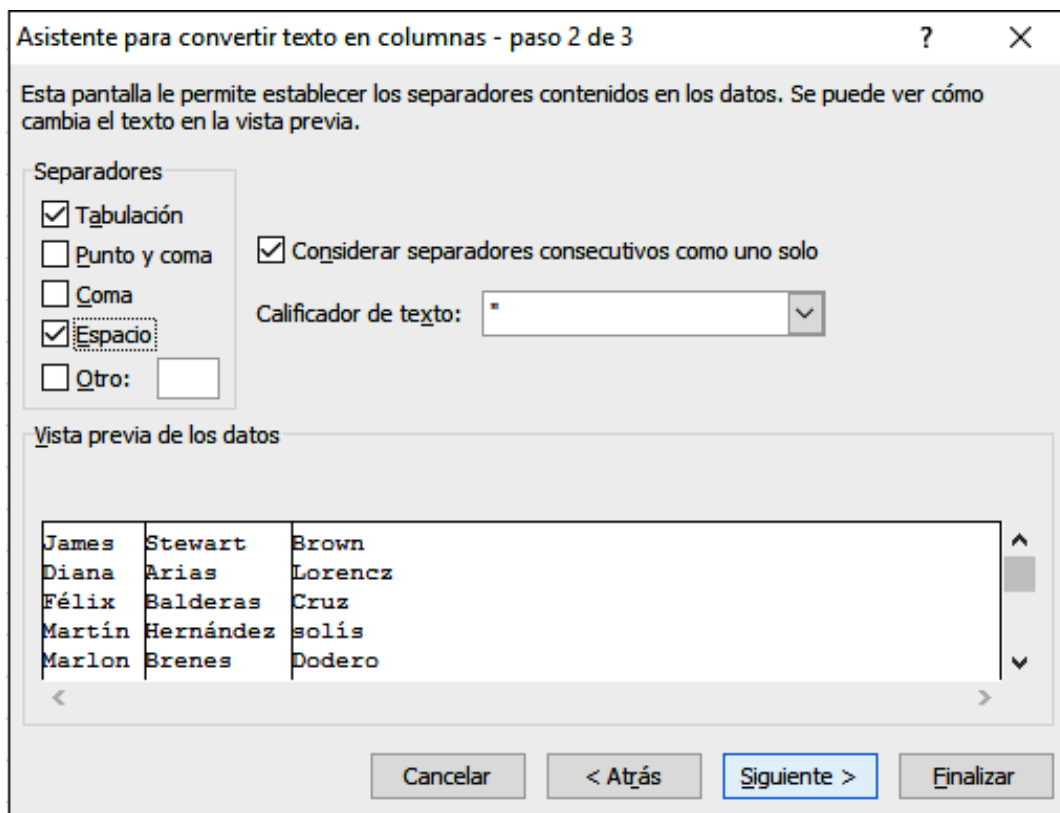 Asistente para convertir texto en columnas - paso 2 de 3 ?
Esta pantalla le permite establecer los separadores contenidos en los datos. Se puede ver cómo
cambia el texto en la vista previa.
Separadores
Tabulación
Punto y coma
Coma
Espacio
Otro:
Considerar separadores consecutivos como uno solo
Calificador de texto: "
Vista previa de los datos
James Stewart Brown
Diana Arias Lorencz
Félix Balderas Cruz
Martín Hernández solís
Marlon Brenes Dodero
Cancelar < Atrás Siguiente > Finalizar